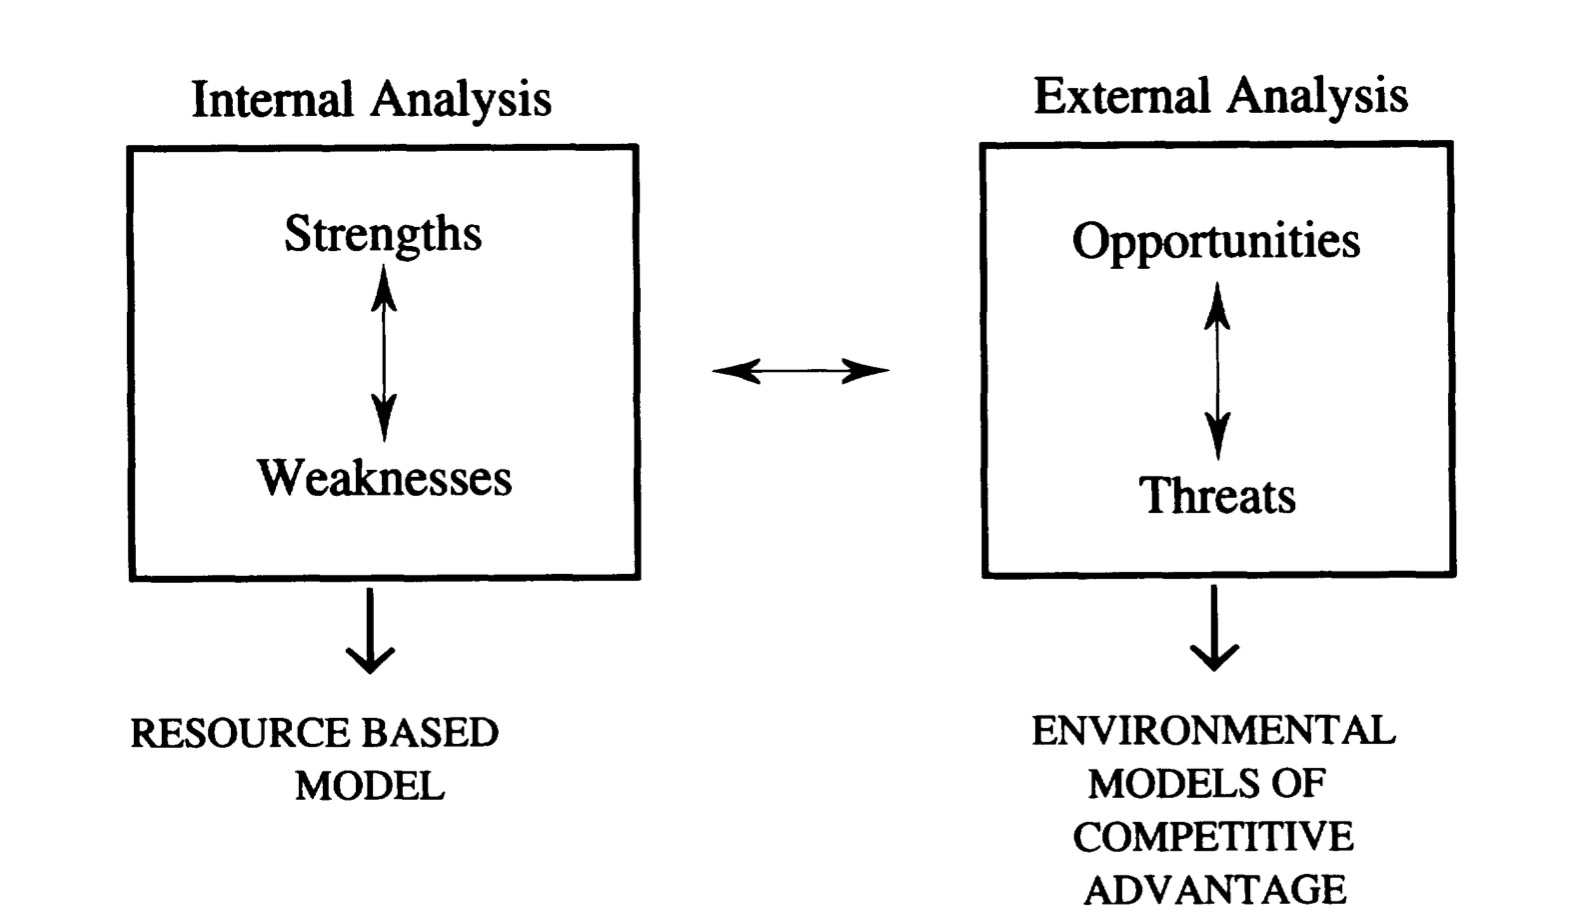 Internal Analysis
Strengths
Weaknesses
RESOURCE BASED
MODEL
External Analysis
Opportunities
Threats
ENVIRONMENTAL
MODELS OF
COMPETITIVE
ADVANTAGE